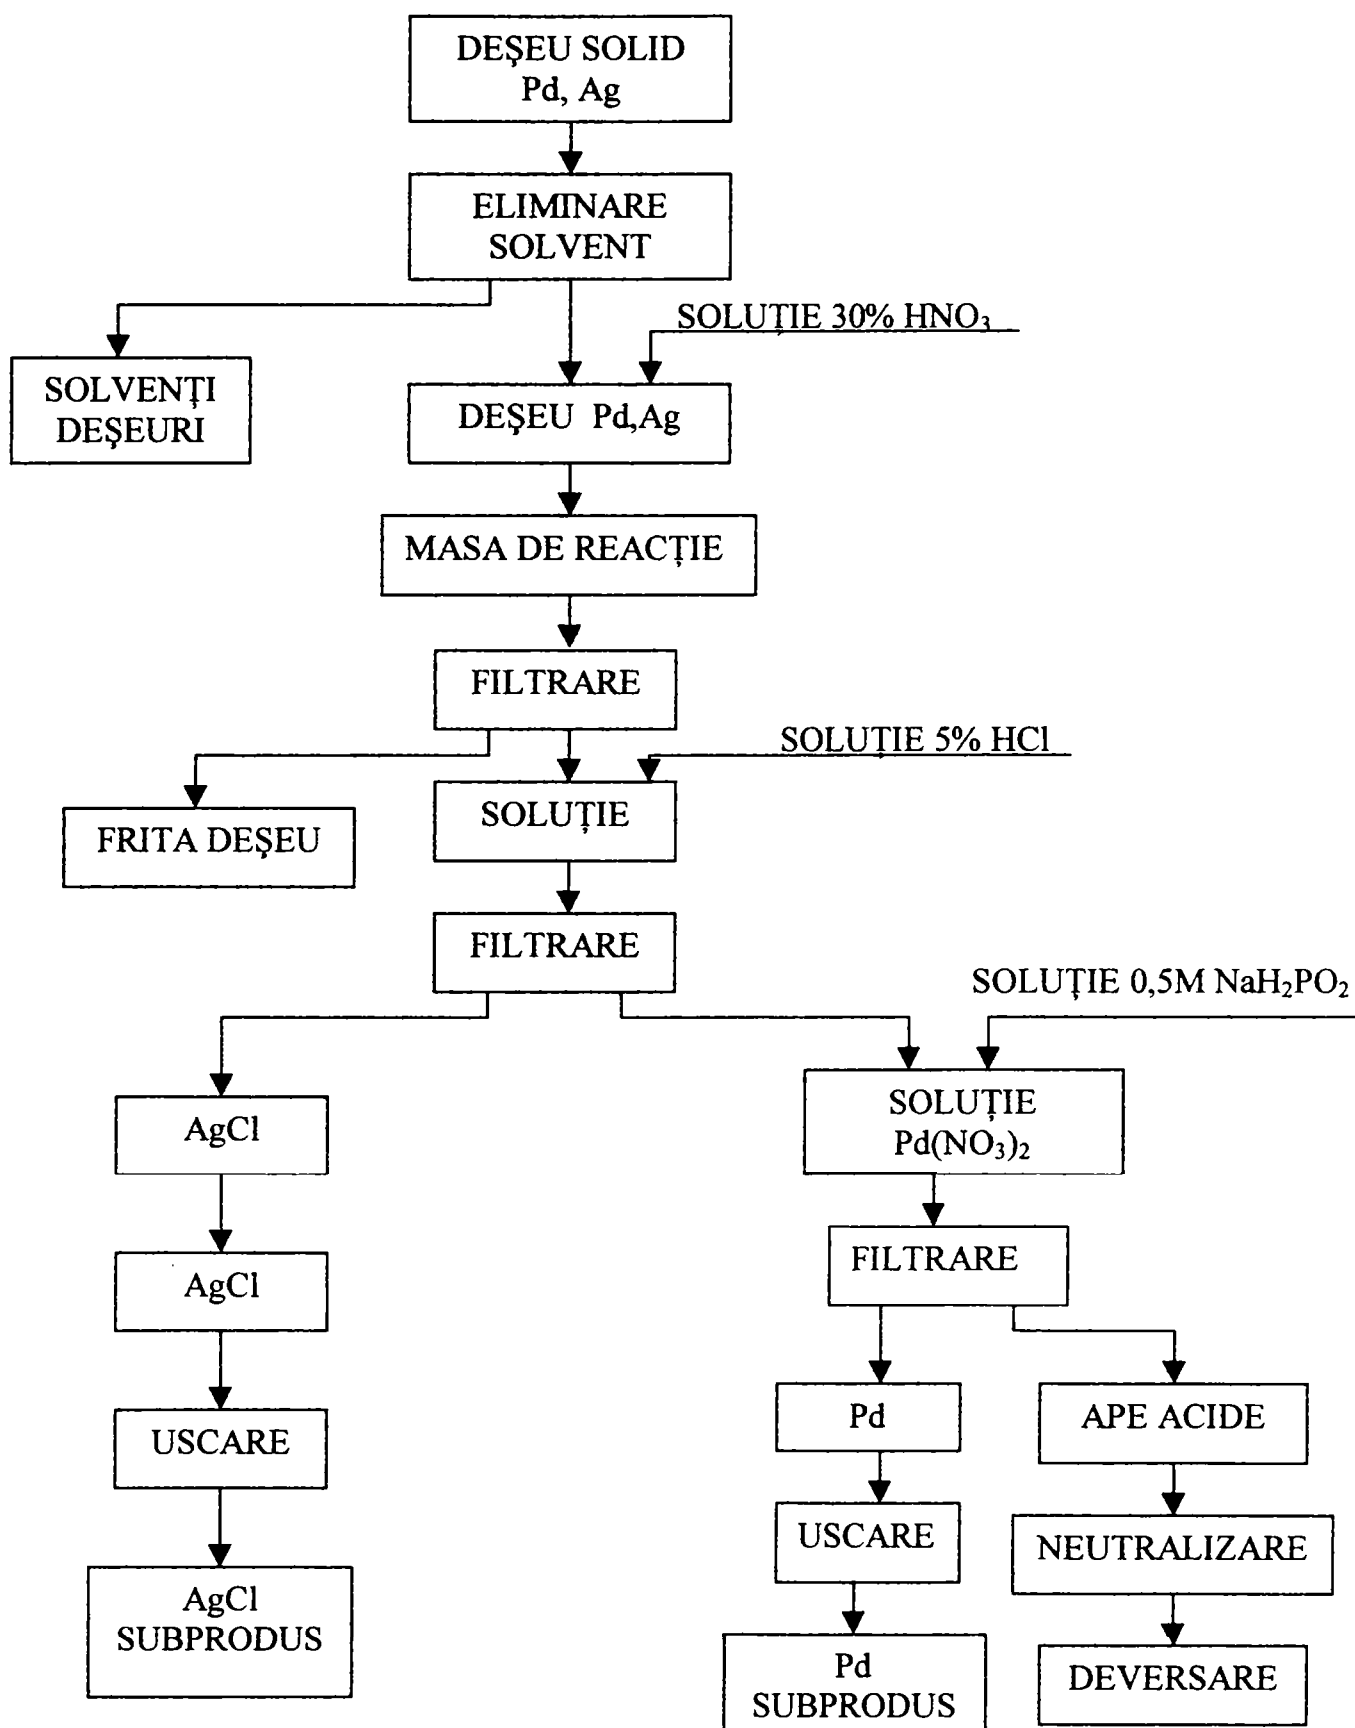 DEŞEU SOLID
Pd, Ag
ELIMINARE
SOLVENT
SOLUŢIE 30% HNO₃
SOLVENŢI
DEŞEURI
DEŞEU Pd,Ag
MASA DE REACŢIE
FILTRARE
SOLUŢIE 5% HCl
FRITA DEŞEU
SOLUŢIE
FILTRARE
SOLUŢIE 0,5M NaH₂PO₂
AgCl
SOLUŢIE
Pd(NO₃)₂
AgCl
FILTRARE
Pd
APE ACIDE
USCARE
USCARE
NEUTRALIZARE
AgCl
SUBPRODUS
Pd
SUBPRODUS
DEVERSARE